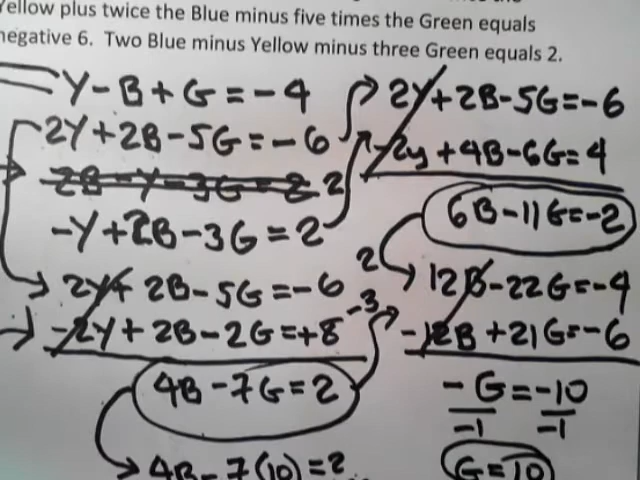 Yellow plus twice the Blue minus five times the Green equals
negative 6. Two Blue minus Yellow minus three Green equals 2.
Y-B+G=-4
2Y+2B-5G=-6
2B-Y-3G=2 2
-Y+2B-3G=2
2Y+2B-5G=-6
-2Y+2B-2G=+8 -3
4B-7G=2
4B-7(10)=2
2Y+2B-5G=-6
-2y+4B-6G=4
6B-11G=-2
2
12B-22G=-4
-12B+21G=-6
-G=-10
-1 -1
G=10